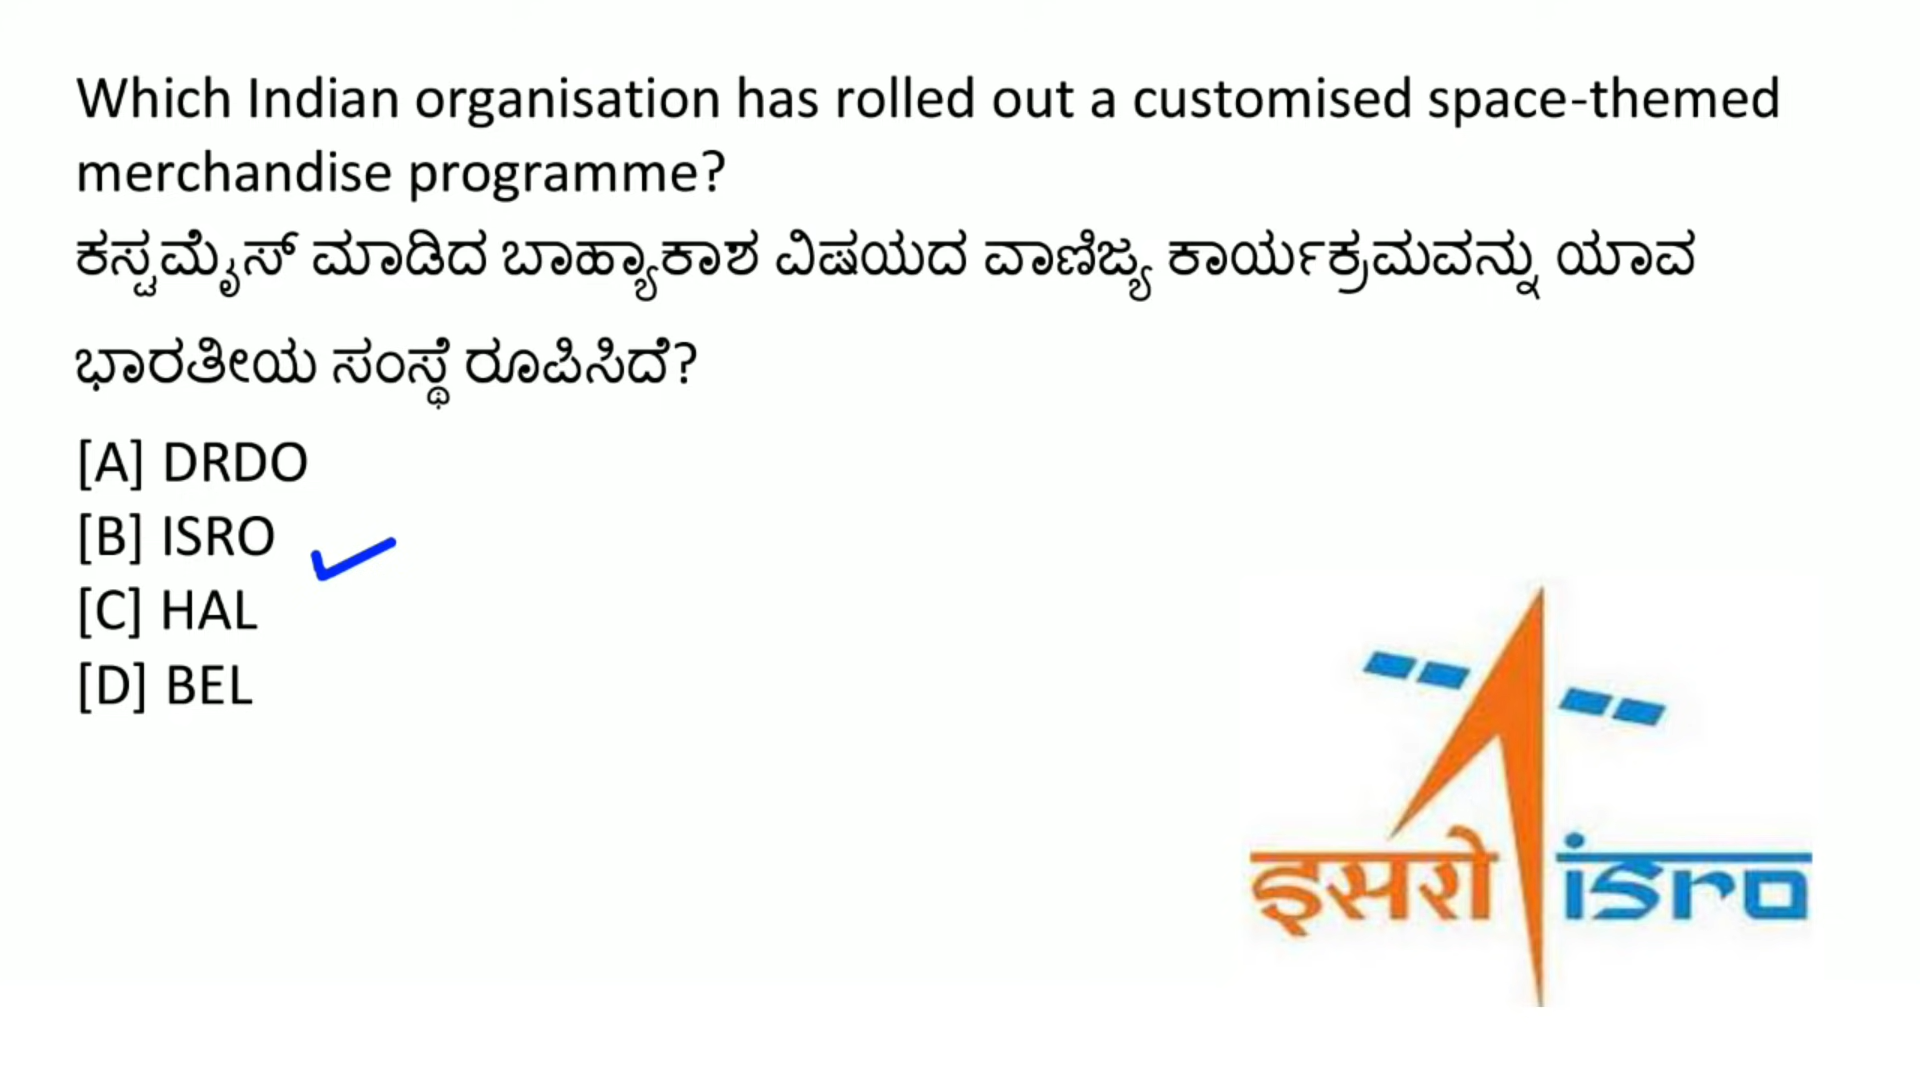 Which Indian organisation has rolled out a customised space-themed
merchandise programme?
ಕಸ್ಟಮೈಸ್ ಮಾಡಿದ ಬಾಹ್ಯಾಕಾಶ ವಿಷಯದ ವಾಣಿಜ್ಯ ಕಾರ್ಯಕ್ರಮವನ್ನು ಯಾವ
ಭಾರತೀಯ ಸಂಸ್ಥೆ ರೂಪಿಸಿದೆ?
[A] DRDO
[B] ISRO
[C] HAL
[D] BEL
इसरो isro